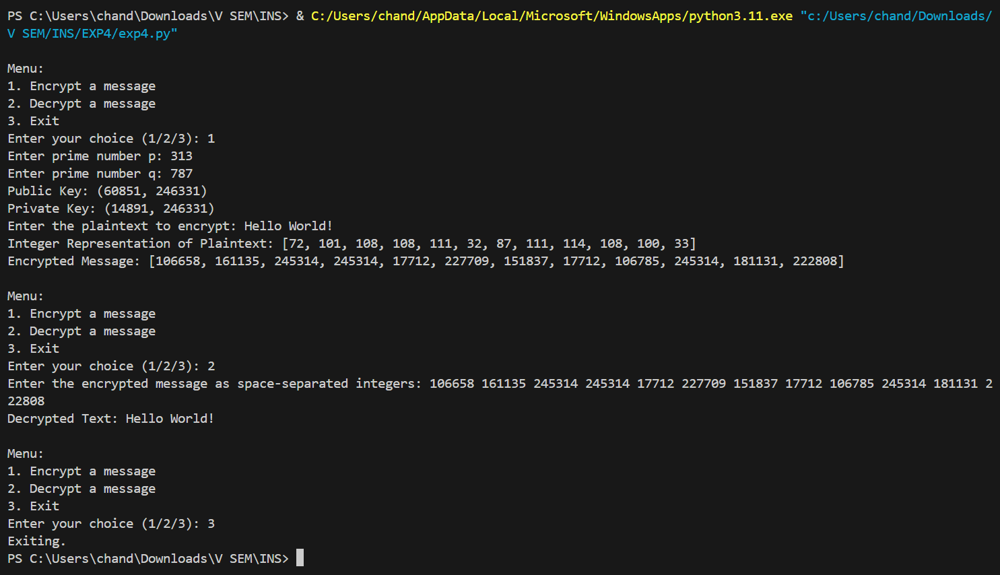 PS C:\Users\chand\Downloads\V SEM\INS> & C:/Users/chand/AppData/Local/Microsoft/WindowsApps/python3.11.exe "c:/Users/chand/Downloads/
V SEM/INS/EXP4/exp4.py"
Menu:
1. Encrypt a message
2. Decrypt a message
3. Exit
Enter your choice (1/2/3): 1
Enter prime number p: 313
Enter prime number q: 787
Public Key: (60851, 246331)
Private Key: (14891, 246331)
Enter the plaintext to encrypt: Hello World!
Integer Representation of Plaintext: [72, 101, 108, 108, 111, 32, 87, 111, 114, 108, 100, 33]
Encrypted Message: [106658, 161135, 245314, 245314, 17712, 227709, 151837, 17712, 106785, 245314, 181131, 222808]
Menu:
1. Encrypt a message
2. Decrypt a message
3. Exit
Enter your choice (1/2/3): 2
Enter the encrypted message as space-separated integers: 106658 161135 245314 245314 17712 227709 151837 17712 106785 245314 181131 2
22808
Decrypted Text: Hello World!
Menu:
1. Encrypt a message
2. Decrypt a message
3. Exit
Enter your choice (1/2/3): 3
Exiting.
PS C:\Users\chand\Downloads\V SEM\INS>